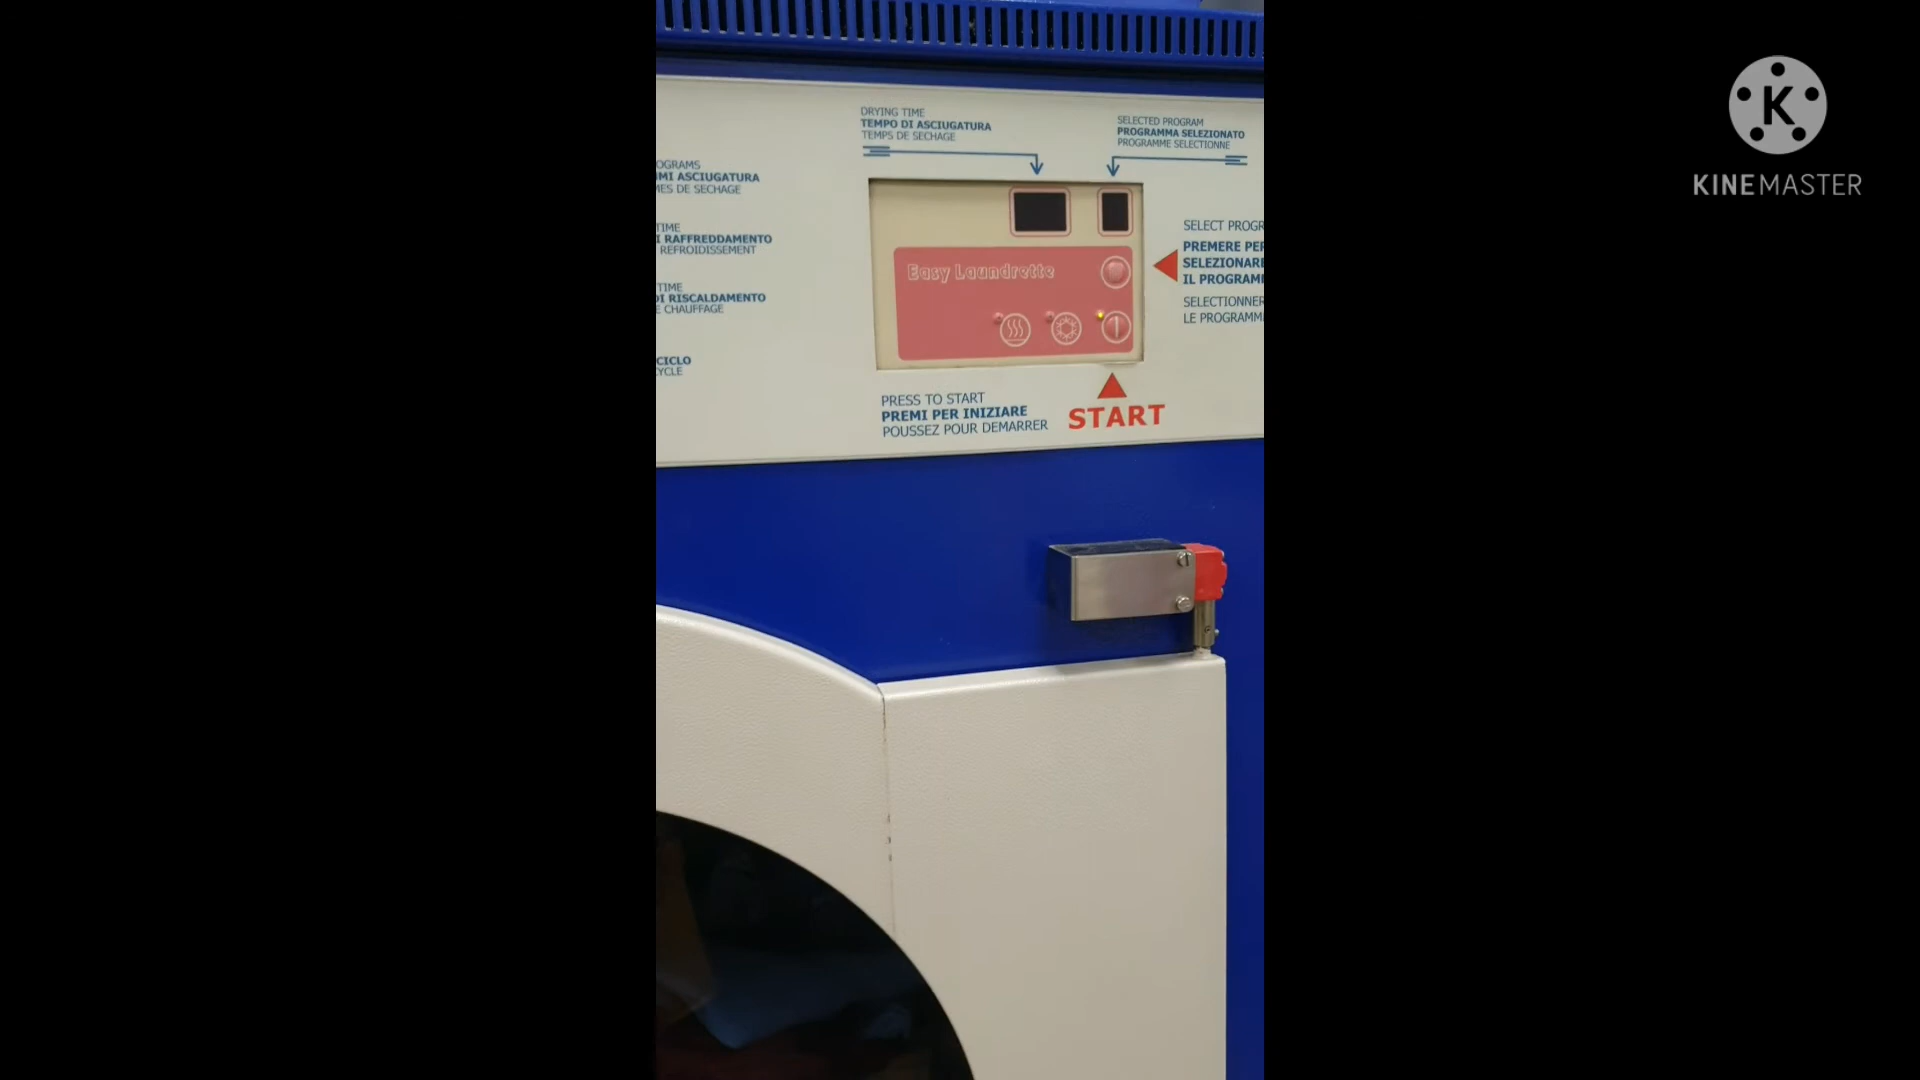 DRYING TIME
TEMPO DI ASCIUGATURA
TEMPS DE SECHAGE
SELECTED PROGRAM
PROGRAMMA SELEZIONATO
PROGRAMME SELECTIONNE
K
KINEMASTER
OGRAMS
IMI ASCIUGATURA
MES DE SECHAGE
TIME
I RAFFREDDAMENTO
REFROIDISSEMENT
TIME
DI RISCALDAMENTO
E CHAUFFAGE
CICLO
YCLE
Easy Laundrette
SELECT PROGR
PREMERE PER
SELEZIONARE
IL PROGRAM
SELECTIONNER
LE PROGRAMM
PRESS TO START
PREMI PER INIZIARE
POUSSEZ POUR DEMARRER
START